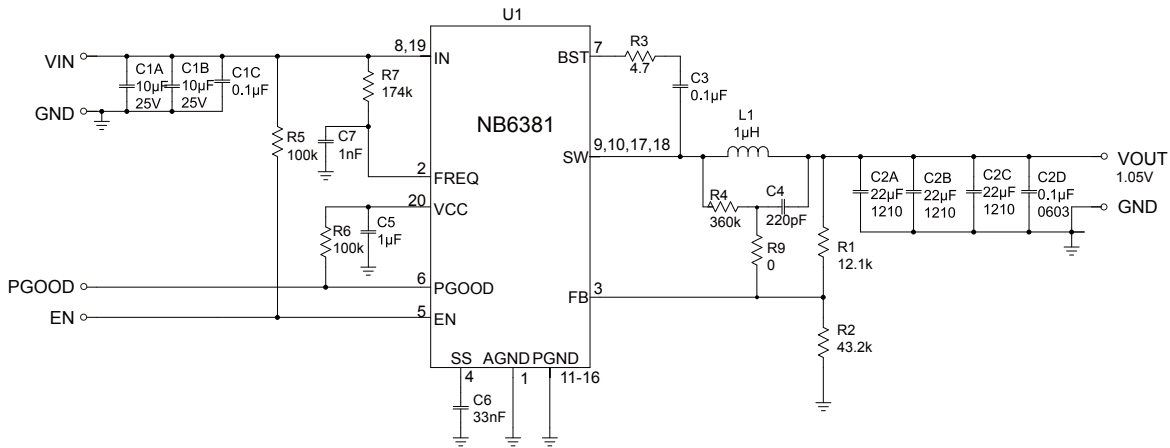 U1
VIN
C1A
10µF
25V
C1B
10µF
25V
C1C
0.1µF
GND
R7
174k
R5
100k
C7
1nF
8,19
IN
2
FREQ
20
VCC
C5
1µF
R6
100k
PGOOD
6
PGOOD
EN
5
EN
NB6381
BST
7
R3
4.7
C3
0.1µF
SW
9,10,17,18
L1
1µH
R4
360k
C4
220pF
R9
0
FB
3
R1
12.1k
R2
43.2k
C2A
22µF
1210
C2B
22µF
1210
C2C
22µF
1210
C2D
0.1µF
0603
VOUT
1.05V
GND
SS
4
AGND
1
PGND
11-16
C6
33nF